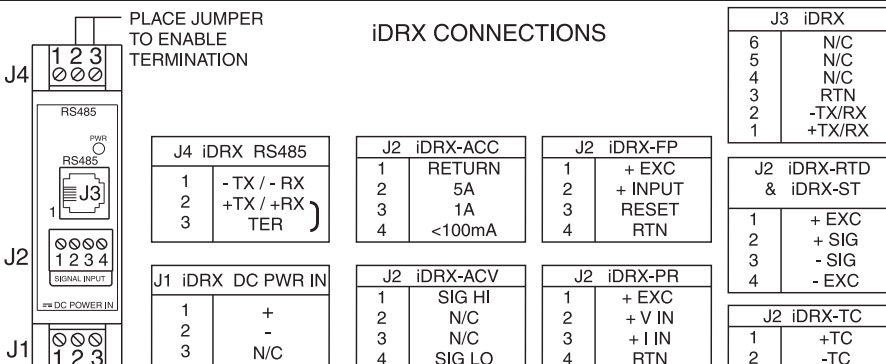 PLACE JUMPER
TO ENABLE
TERMINATION
iDRX CONNECTIONS
J4
1 2 3
RS485
PWR
RS485
J3
1
J2
1 2 3 4
SIGNAL INPUT
DC POWER IN
J1
1 2 3
J4 iDRX RS485
1 - TX / - RX
2 +TX / +RX
3 TER
J1 iDRX DC PWR IN
1 +
2 -
3 N/C
J2 iDRX-ACC
1 RETURN
2 5A
3 1A
4 <100mA
J2 iDRX-ACV
1 SIG HI
2 N/C
3 N/C
4 SIG LO
J2 iDRX-FP
1 + EXC
2 + INPUT
3 RESET
4 RTN
J2 iDRX-PR
1 + EXC
2 + V IN
3 + I IN
4 RTN
J3 iDRX
6 N/C
5 N/C
4 N/C
3 RTN
2 -TX/RX
1 +TX/RX
J2 iDRX-RTD
& iDRX-ST
1 + EXC
2 + SIG
3 - SIG
4 - EXC
J2 iDRX-TC
1 +TC
2 -TC